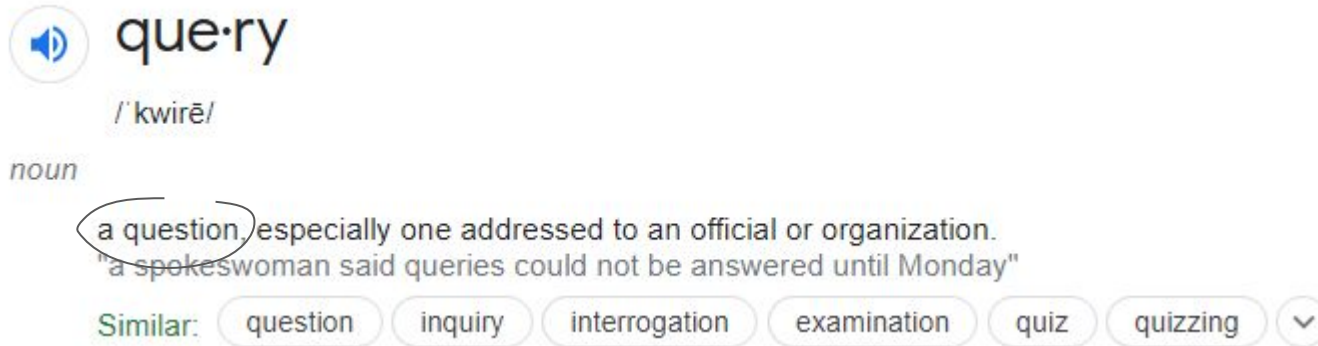 que·ry
/ˈkwirē/
noun
a question, especially one addressed to an official or organization.
"a spokeswoman said queries could not be answered until Monday"
Similar: question inquiry interrogation examination quiz quizzing